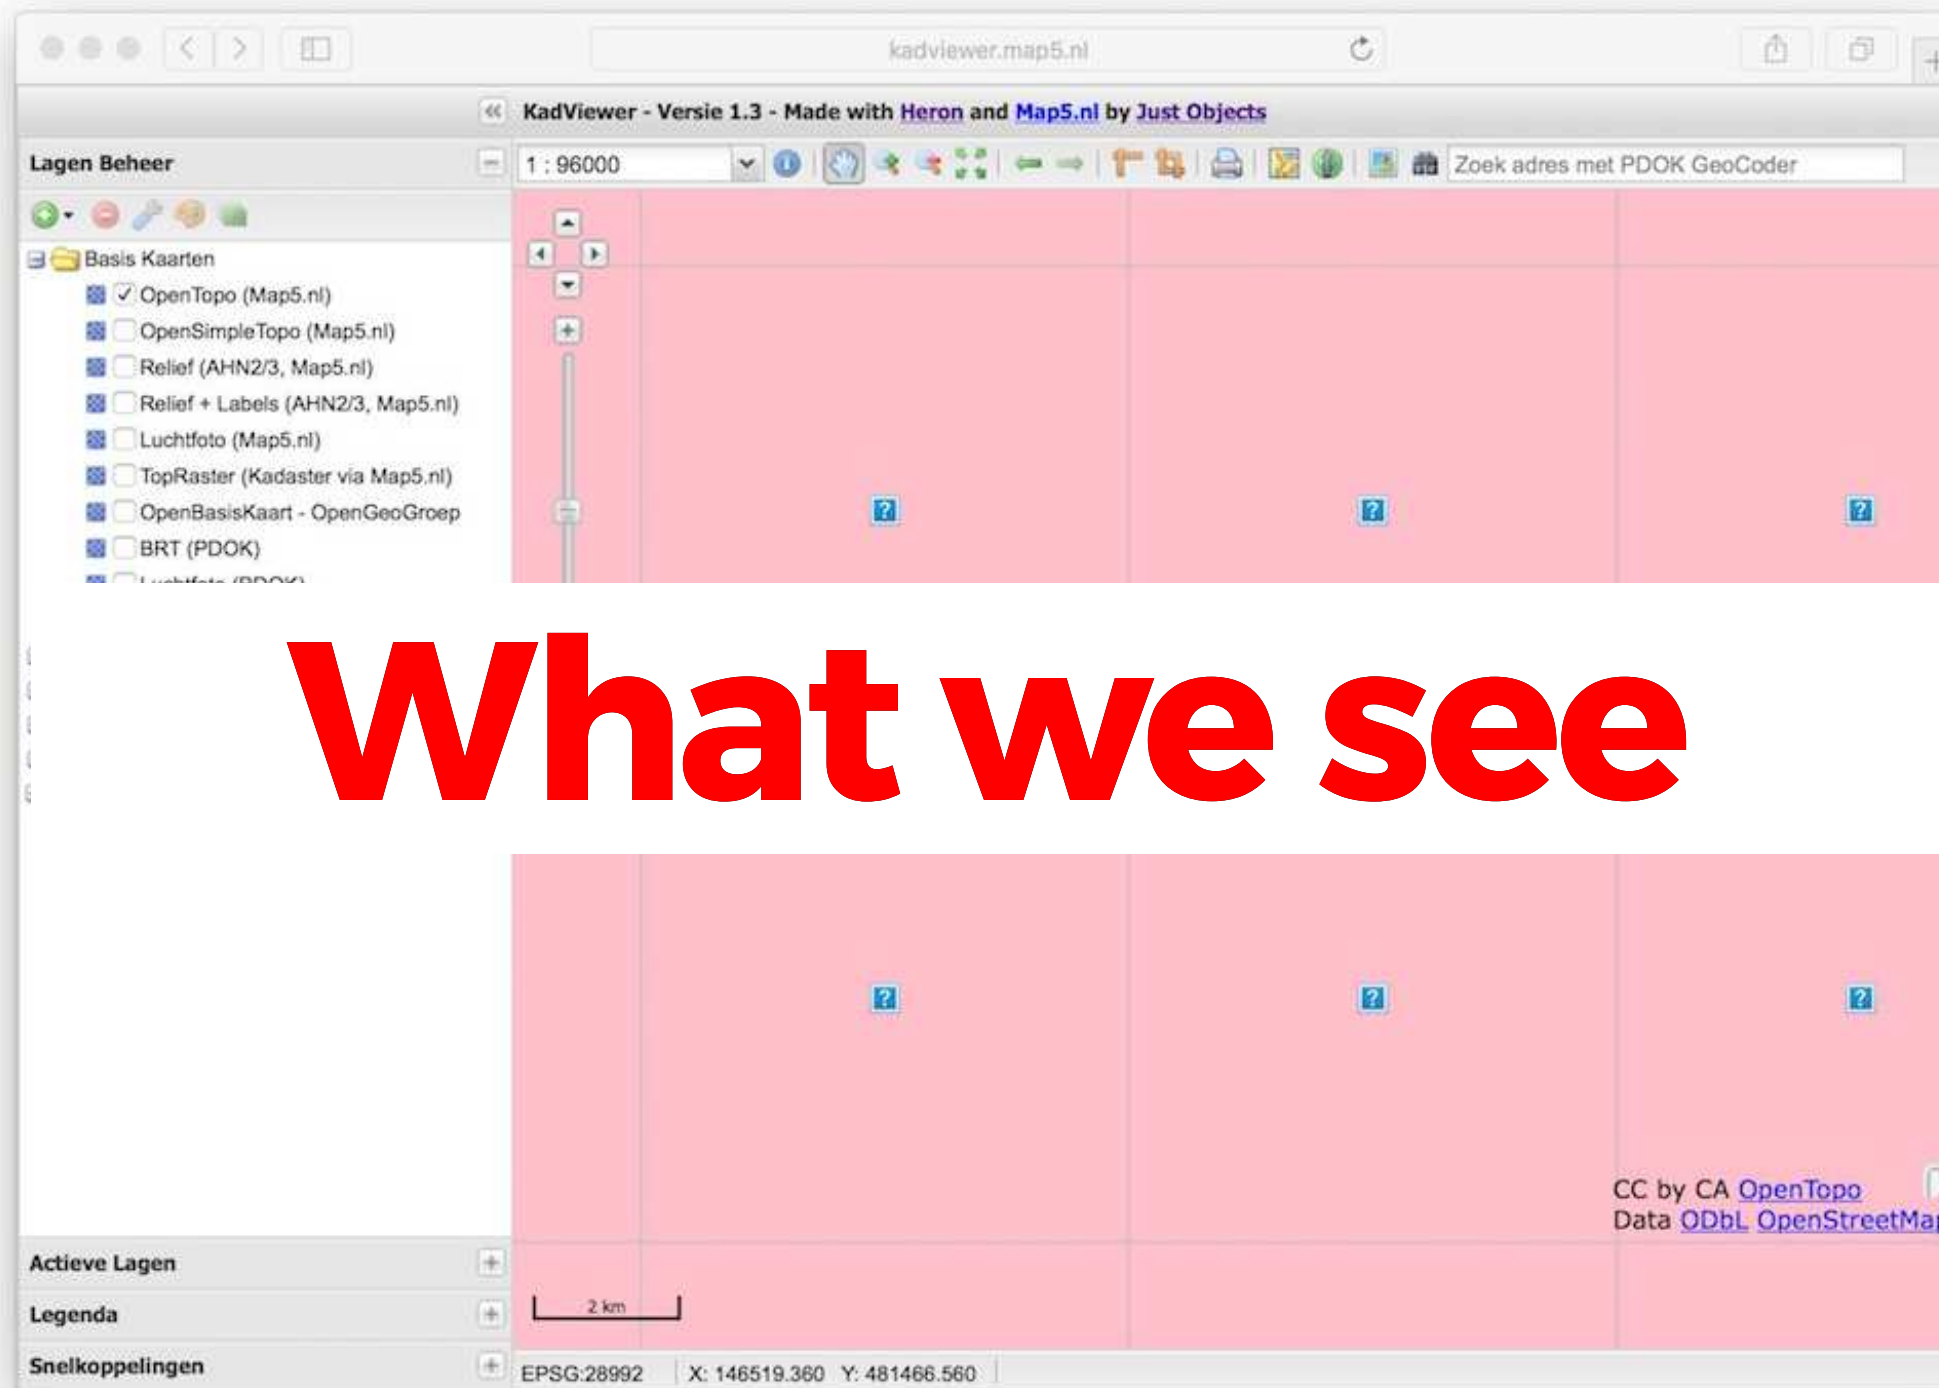 kadviewer.map5.nl
KadViewer - Versie 1.3 - Made with Heron and Map5.nl by Just Objects
Lagen Beheer
1 : 96000
Zoek adres met PDOK GeoCoder
Basis Kaarten
OpenTopo (Map5.nl)
OpenSimpleTopo (Map5.nl)
Relief (AHN2/3, Map5.nl)
Relief + Labels (AHN2/3, Map5.nl)
Luchtfoto (Map5.nl)
TopRaster (Kadaster via Map5.nl)
OpenBasisKaart - OpenGeoGroep
BRT (PDOK)
Luchtfoto (PDOK)
What we see
CC by CA OpenTopo
Data ODbL OpenStreetMap
Actieve Lagen
Legenda
2 km
Snelkoppelingen
EPSG:28992
X: 146519.360 Y: 481466.560